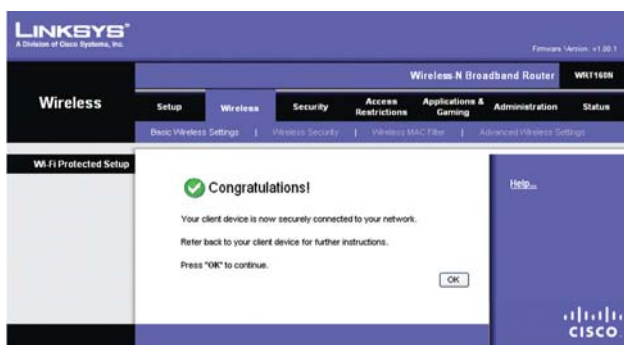 LINKSYS®
A Division of Cisco Systems, Inc.
Firmware Version: v1.00.1
Wireless-N Broadband Router WRT160N
Wireless
Setup Wireless Security Access Restrictions Applications & Gaming Administration Status
Basic Wireless Settings | Wireless Security | Wireless MAC Filter | Advanced Wireless Settings
Wi-Fi Protected Setup
Congratulations!
Help...
Your client device is now securely connected to your network.
Refer back to your client device for further instructions.
Press "OK" to continue.
OK
CISCO.